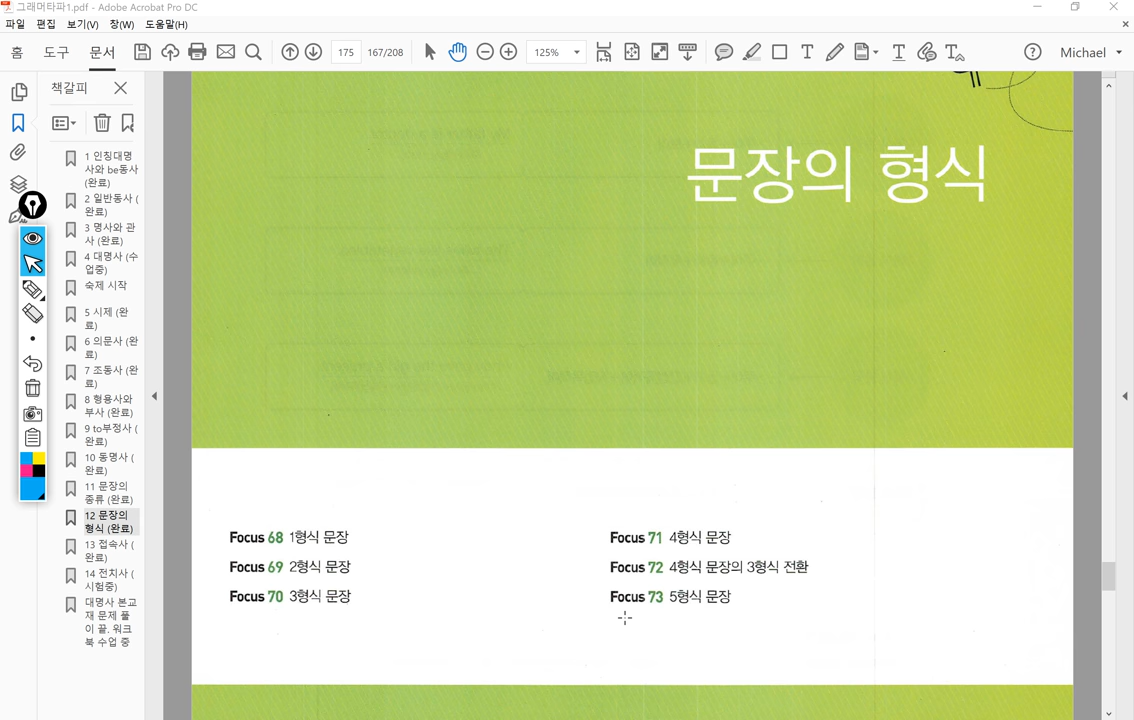 그래머타파1.pdf - Adobe Acrobat Pro DC
파일 편집 보기(V) 창(W) 도움말(H)
홈 도구 문서 175 167/208 125% Michael
책갈피
1 인칭대명
사와 be동사
(완료)
2 일반동사 (
완료)
3 명사와 관
사 (완료)
4 대명사 (수
업중)
숙제 시작
5 시제 (완
료)
6 의문사 (완
료)
7 조동사 (완
료)
8 형용사와
부사 (완료)
9 to부정사 (
완료)
10 동명사 (
완료)
11 문장의
종류 (완료)
12 문장의
형식 (완료)
13 접속사 (
완료)
14 전치사 (
시험중)
대명사 본교
재 문제 풀
이 끝. 워크
북 수업 중
문장의 형식
Focus 68 1형식 문장
Focus 69 2형식 문장
Focus 70 3형식 문장
Focus 71 4형식 문장
Focus 72 4형식 문장의 3형식 전환
Focus 73 5형식 문장